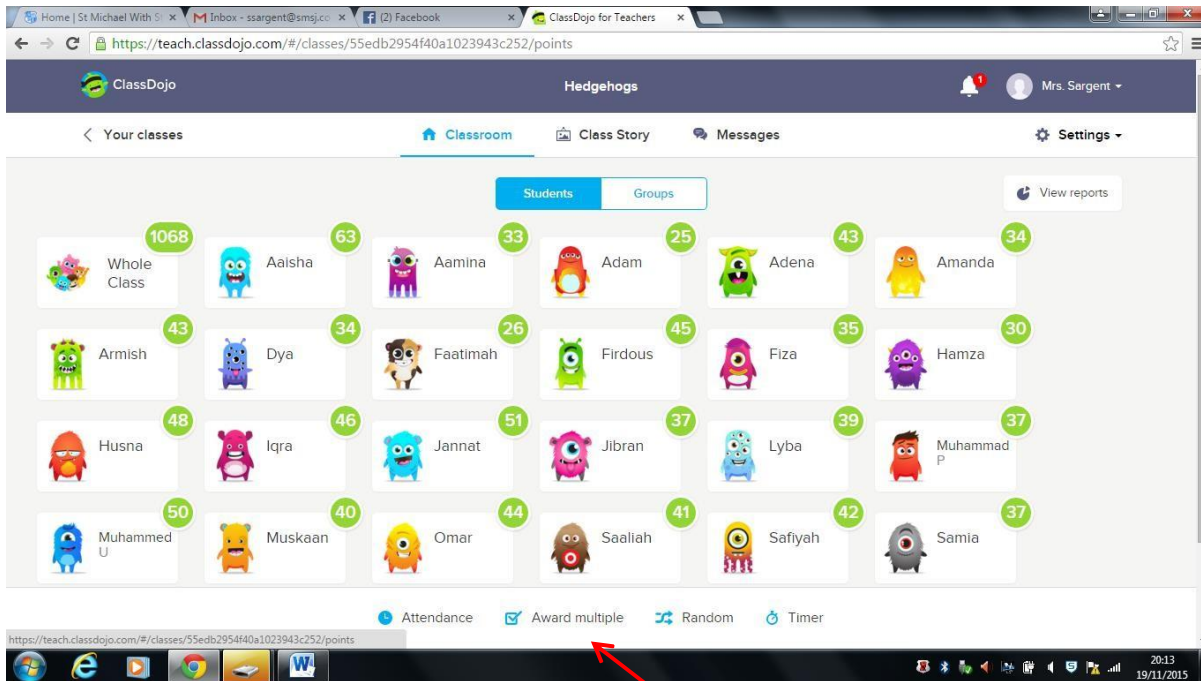 Home | St Michael With S
Inbox - ssargent@smsj.co
(2) Facebook
ClassDojo for Teachers
https://teach.classdojo.com/#/classes/55edb2954f40a1023943c252/points
ClassDojo
Hedgehogs
1
Mrs. Sargent
Your classes
Classroom
Class Story
Messages
Settings
Students
Groups
View reports
1068
Whole
Class
63
Aaisha
33
Aamina
25
Adam
43
Adena
34
Amanda
43
Armish
34
Dya
26
Faatimah
45
Firdous
35
Fiza
30
Hamza
48
Husna
46
Iqra
51
Jannat
37
Jibran
39
Lyba
37
Muhammad
P
50
Muhammed
U
40
Muskaan
44
Omar
41
Saaliah
42
Safiyah
37
Samia
Attendance
Award multiple
Random
Timer
https://teach.classdojo.com/#/classes/55edb2954f40a1023943c252/points
20:13
19/11/2015